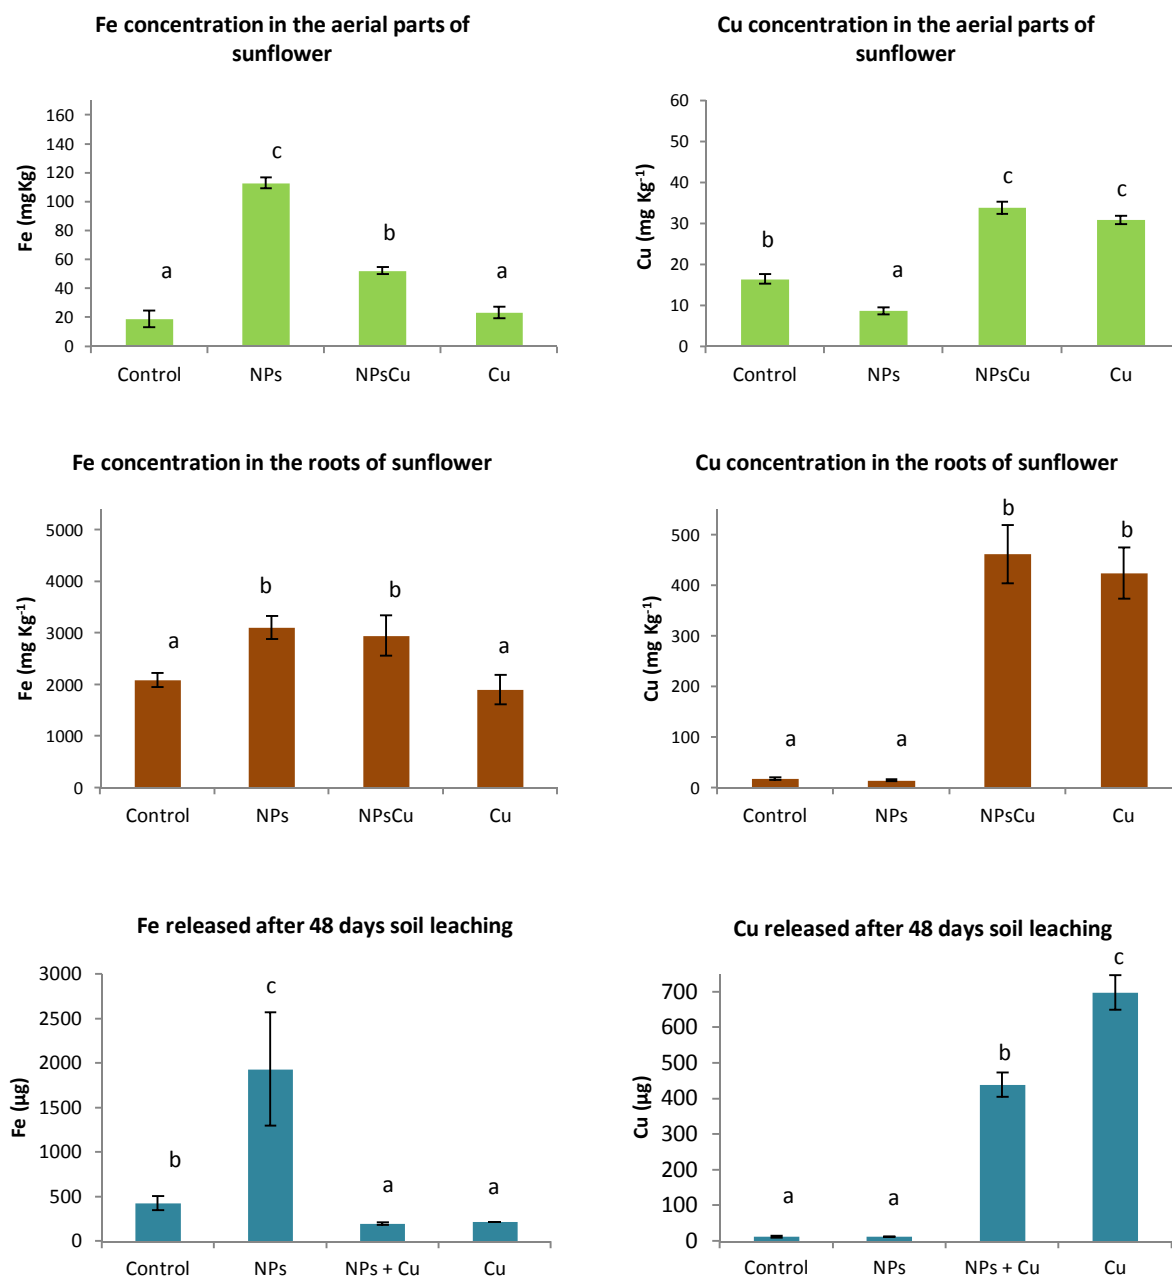 Fe concentration in the aerial parts of
sunflower
160
140
120
100
80
60
40
20
0
Fe (mgKg)
a
c
b
a
Control NPs NPsCu Cu
Cu concentration in the aerial parts of
sunflower
60
50
40
30
20
10
0
Cu (mg Kg⁻¹)
b
a
c
c
Control NPs NPsCu Cu
Fe concentration in the roots of sunflower
5000
4000
3000
2000
1000
0
Fe (mg Kg⁻¹)
a
b
b
a
Control NPs NPsCu Cu
Cu concentration in the roots of sunflower
500
400
300
200
100
0
Cu (mg Kg⁻¹)
a
a
b
b
Control NPs NPsCu Cu
Fe released after 48 days soil leaching
3000
2500
2000
1500
1000
500
0
Fe (µg)
b
c
a
a
Control NPs NPs + Cu Cu
Cu released after 48 days soil leaching
700
600
500
400
300
200
100
0
Cu (µg)
a
a
b
c
Control NPs NPs + Cu Cu